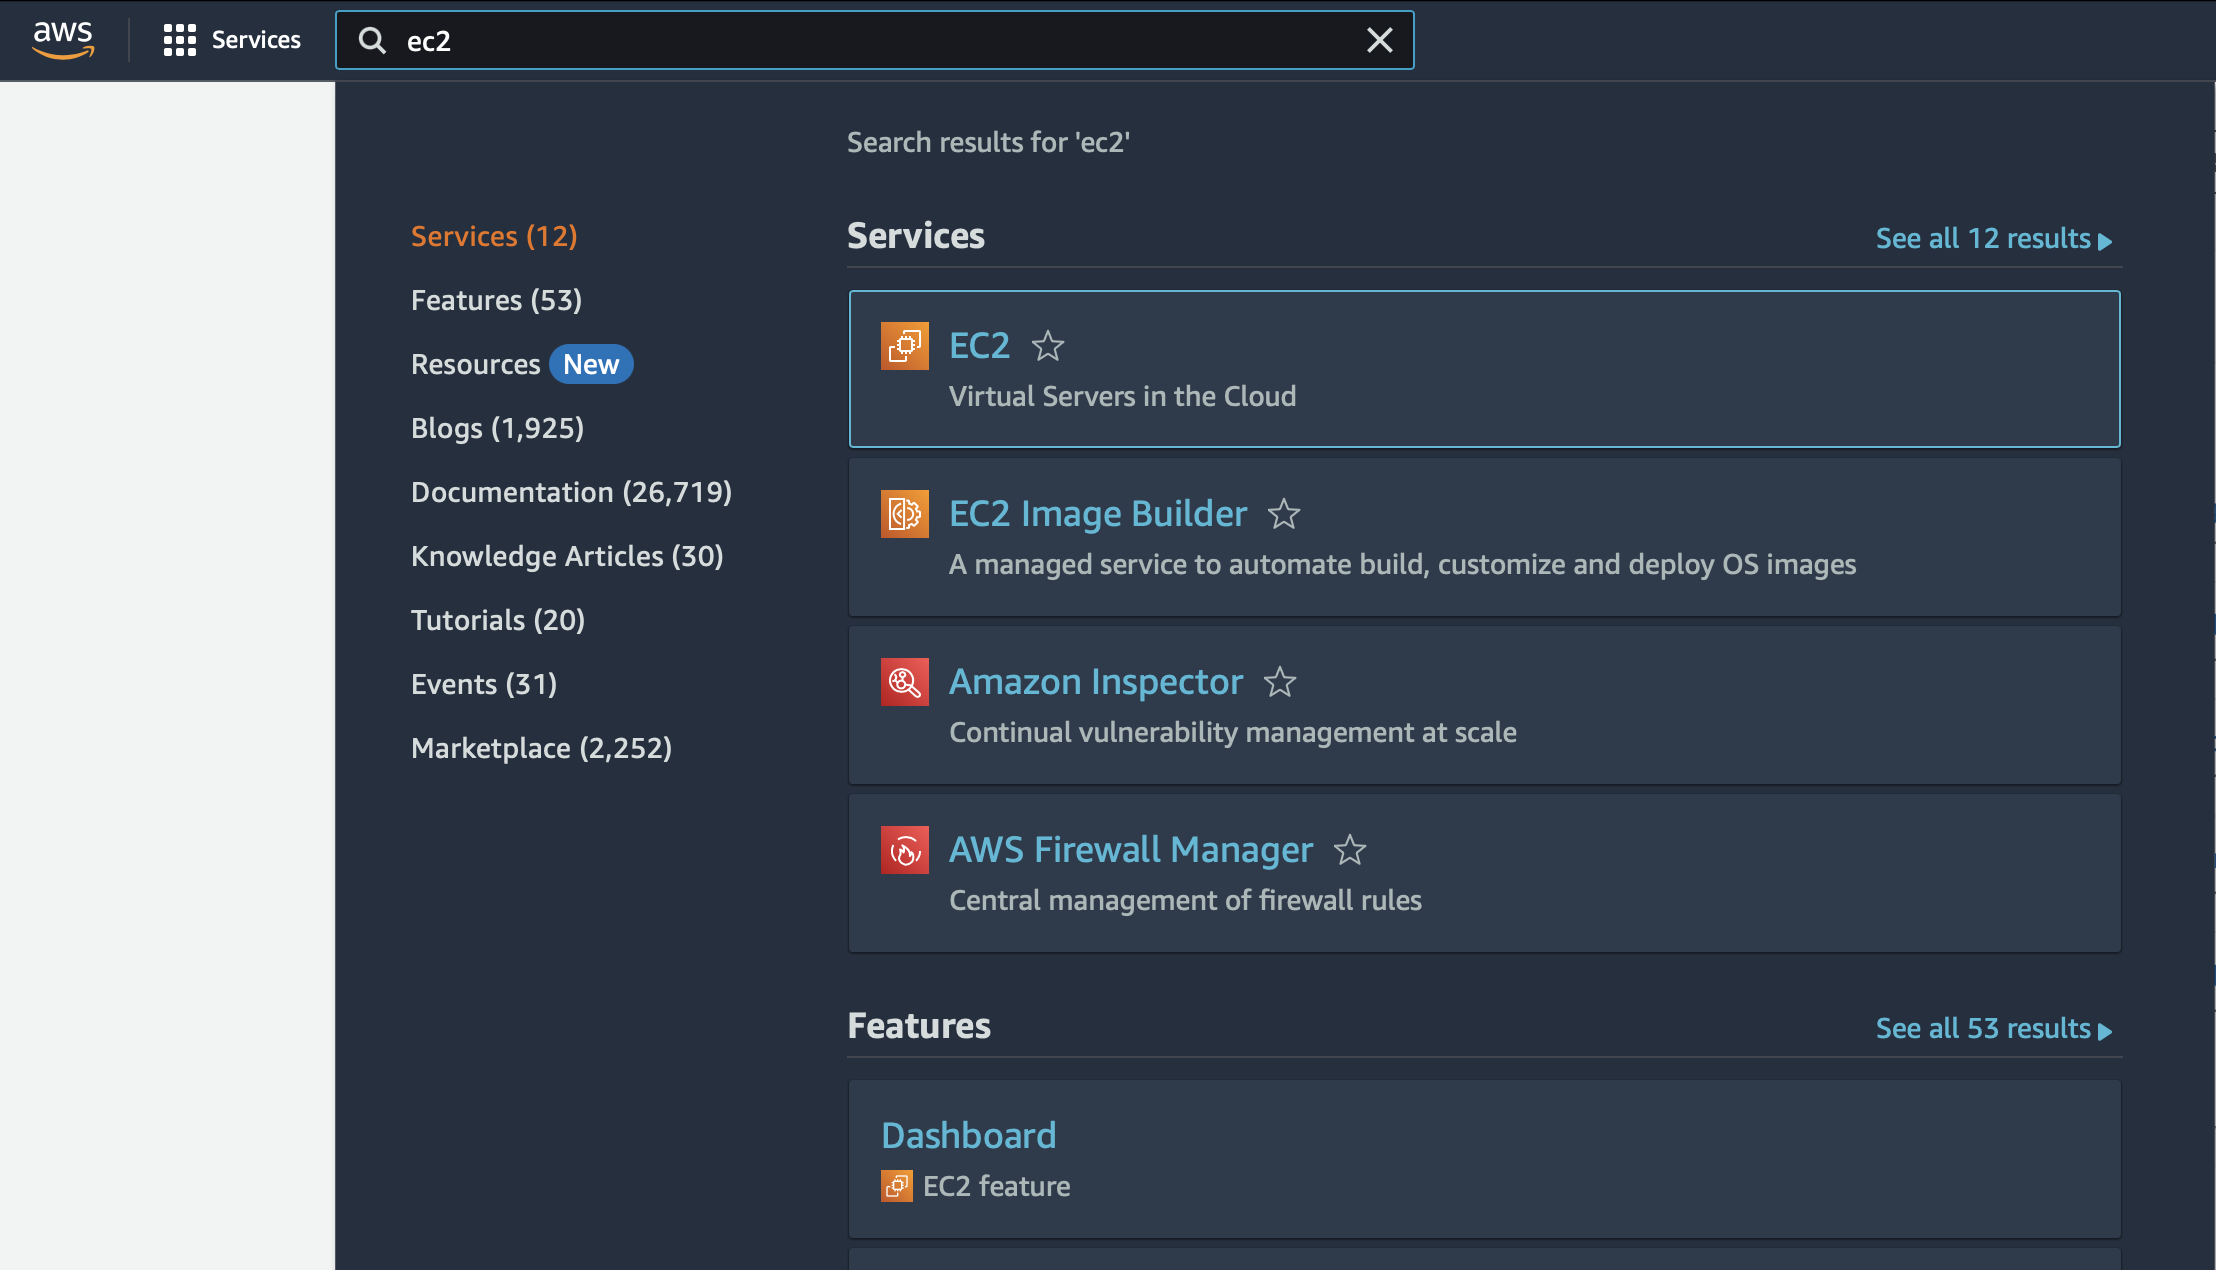 aws
Services
ec2
Search results for 'ec2'
Services (12)
Features (53)
Resources New
Blogs (1,925)
Documentation (26,719)
Knowledge Articles (30)
Tutorials (20)
Events (31)
Marketplace (2,252)
Services
See all 12 results
EC2
Virtual Servers in the Cloud
EC2 Image Builder
A managed service to automate build, customize and deploy OS images
Amazon Inspector
Continual vulnerability management at scale
AWS Firewall Manager
Central management of firewall rules
Features
See all 53 results
Dashboard
EC2 feature